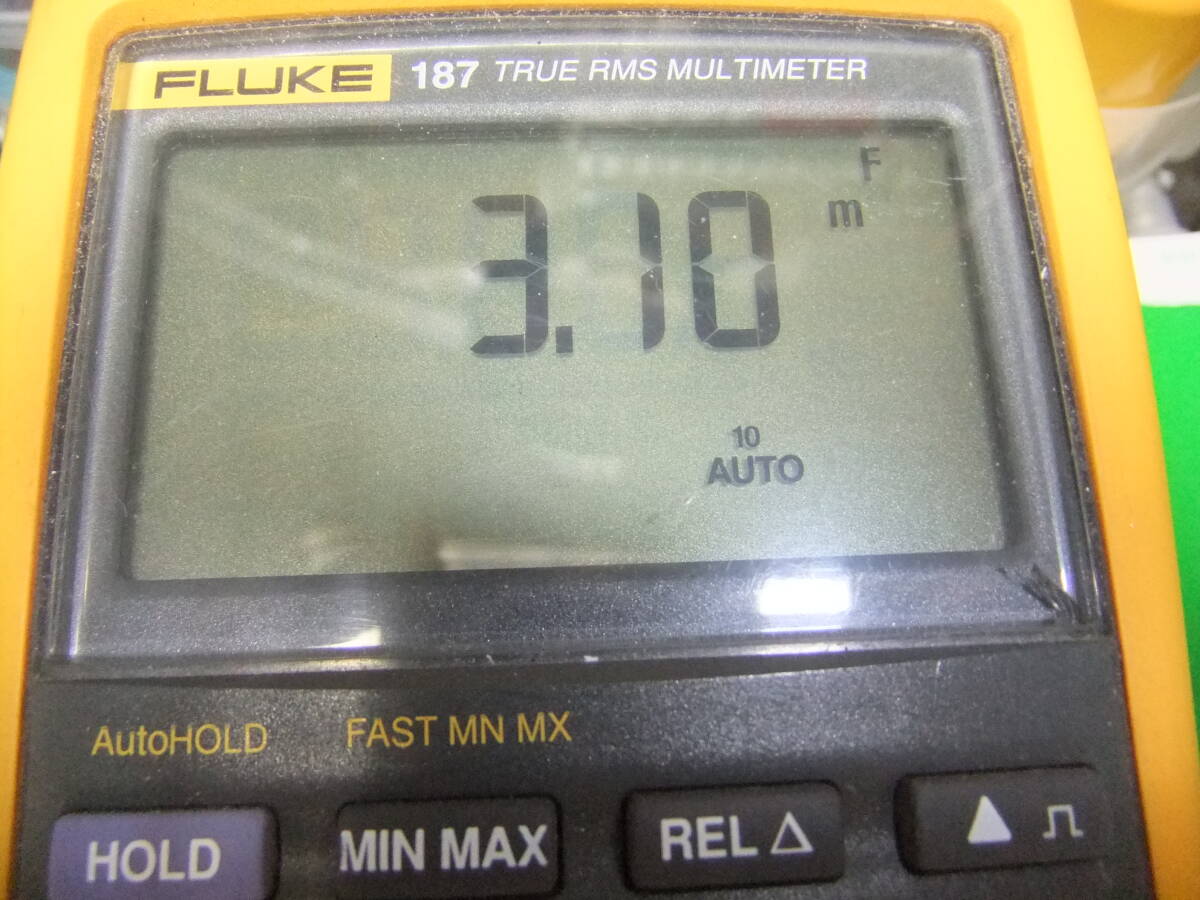 FLUKE 187 TRUE RMS MULTIMETER
F
3.10 m
10
AUTO
AutoHOLD FAST MN MX
HOLD MIN MAX REL Δ